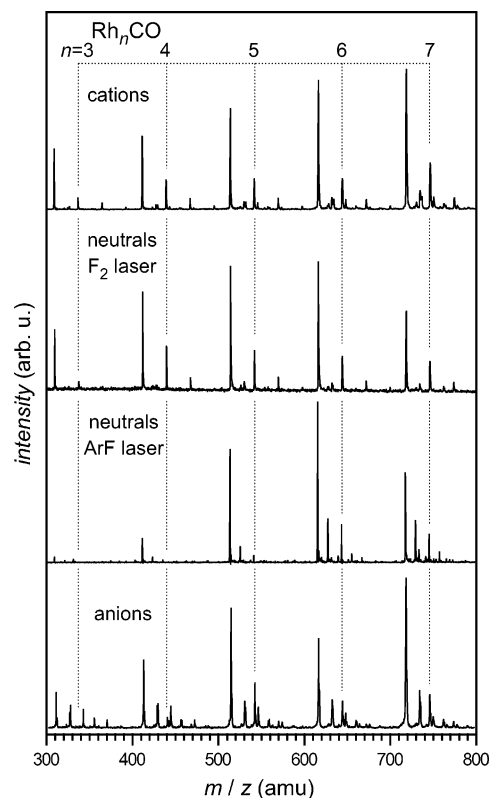 RhₙCO
n=3 4 5 6 7
cations
neutrals
F₂ laser
neutrals
ArF laser
anions
intensity (arb. u.)
300 400 500 600 700 800
m / z (amu)